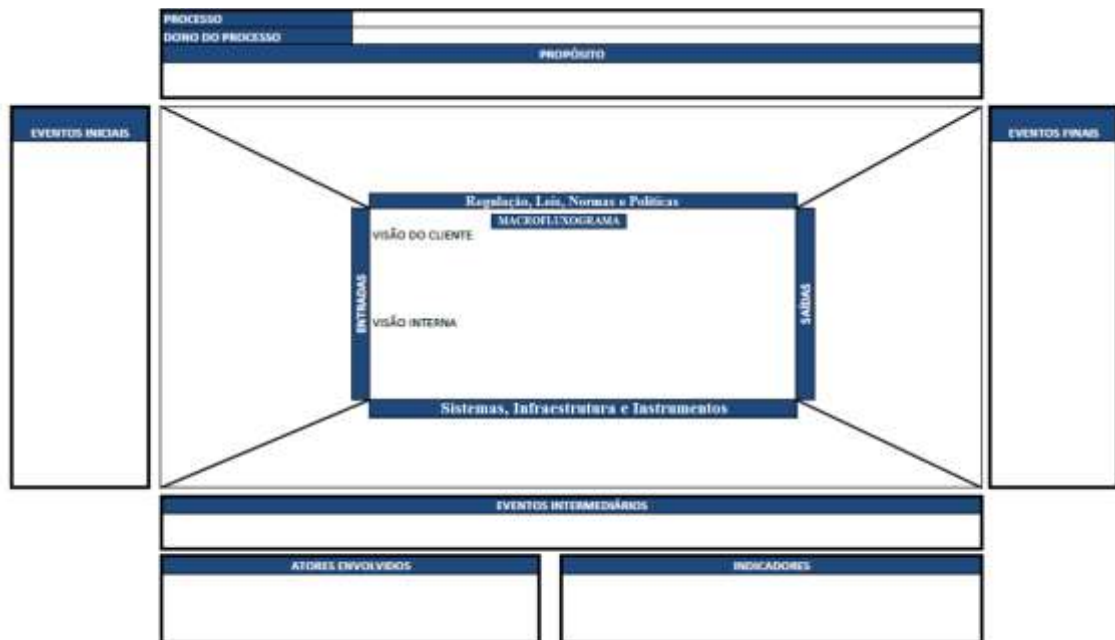 PROCESSO
DONO DO PROCESSO
PROPÓSITO
EVENTOS INICIAIS
EVENTOS FINAIS
Regulação, Leis, Normas e Políticas
MACROFLUXOGRAMA
VISÃO DO CLIENTE
ENTRADAS
SAÍDAS
VISÃO INTERNA
Sistemas, Infraestrutura e Instrumentos
EVENTOS INTERMEDIÁRIOS
ATORES ENVOLVIDOS
INDICADORES